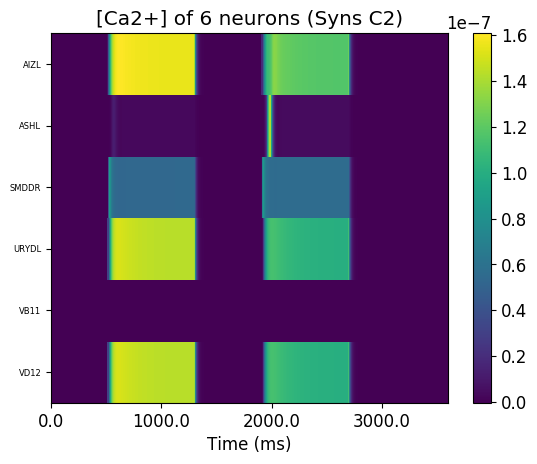 [Ca2+] of 6 neurons (Syns C2)
1e−7
AIZL
ASHL
SMDDR
URYDL
VB11
VD12
1.6
1.4
1.2
1.0
0.8
0.6
0.4
0.2
0.0
0.0 1000.0 2000.0 3000.0
Time (ms)